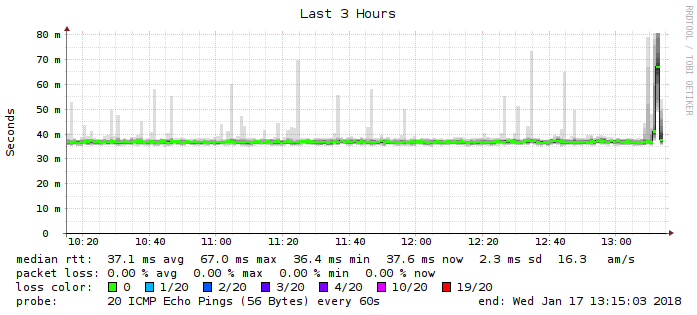 Last 3 Hours
RRDTOOL / TOBI OETIKER
Seconds
80 m
70 m
60 m
50 m
40 m
30 m
20 m
10 m
0
10:20 10:40 11:00 11:20 11:40 12:00 12:20 12:40 13:00
median rtt: 37.1 ms avg 67.0 ms max 36.4 ms min 37.6 ms now 2.3 ms sd 16.3 am/s
packet loss: 0.00 % avg 0.00 % max 0.00 % min 0.00 % now
loss color: 0 1/20 2/20 3/20 4/20 10/20 19/20
probe: 20 ICMP Echo Pings (56 Bytes) every 60s end: Wed Jan 17 13:15:03 2018